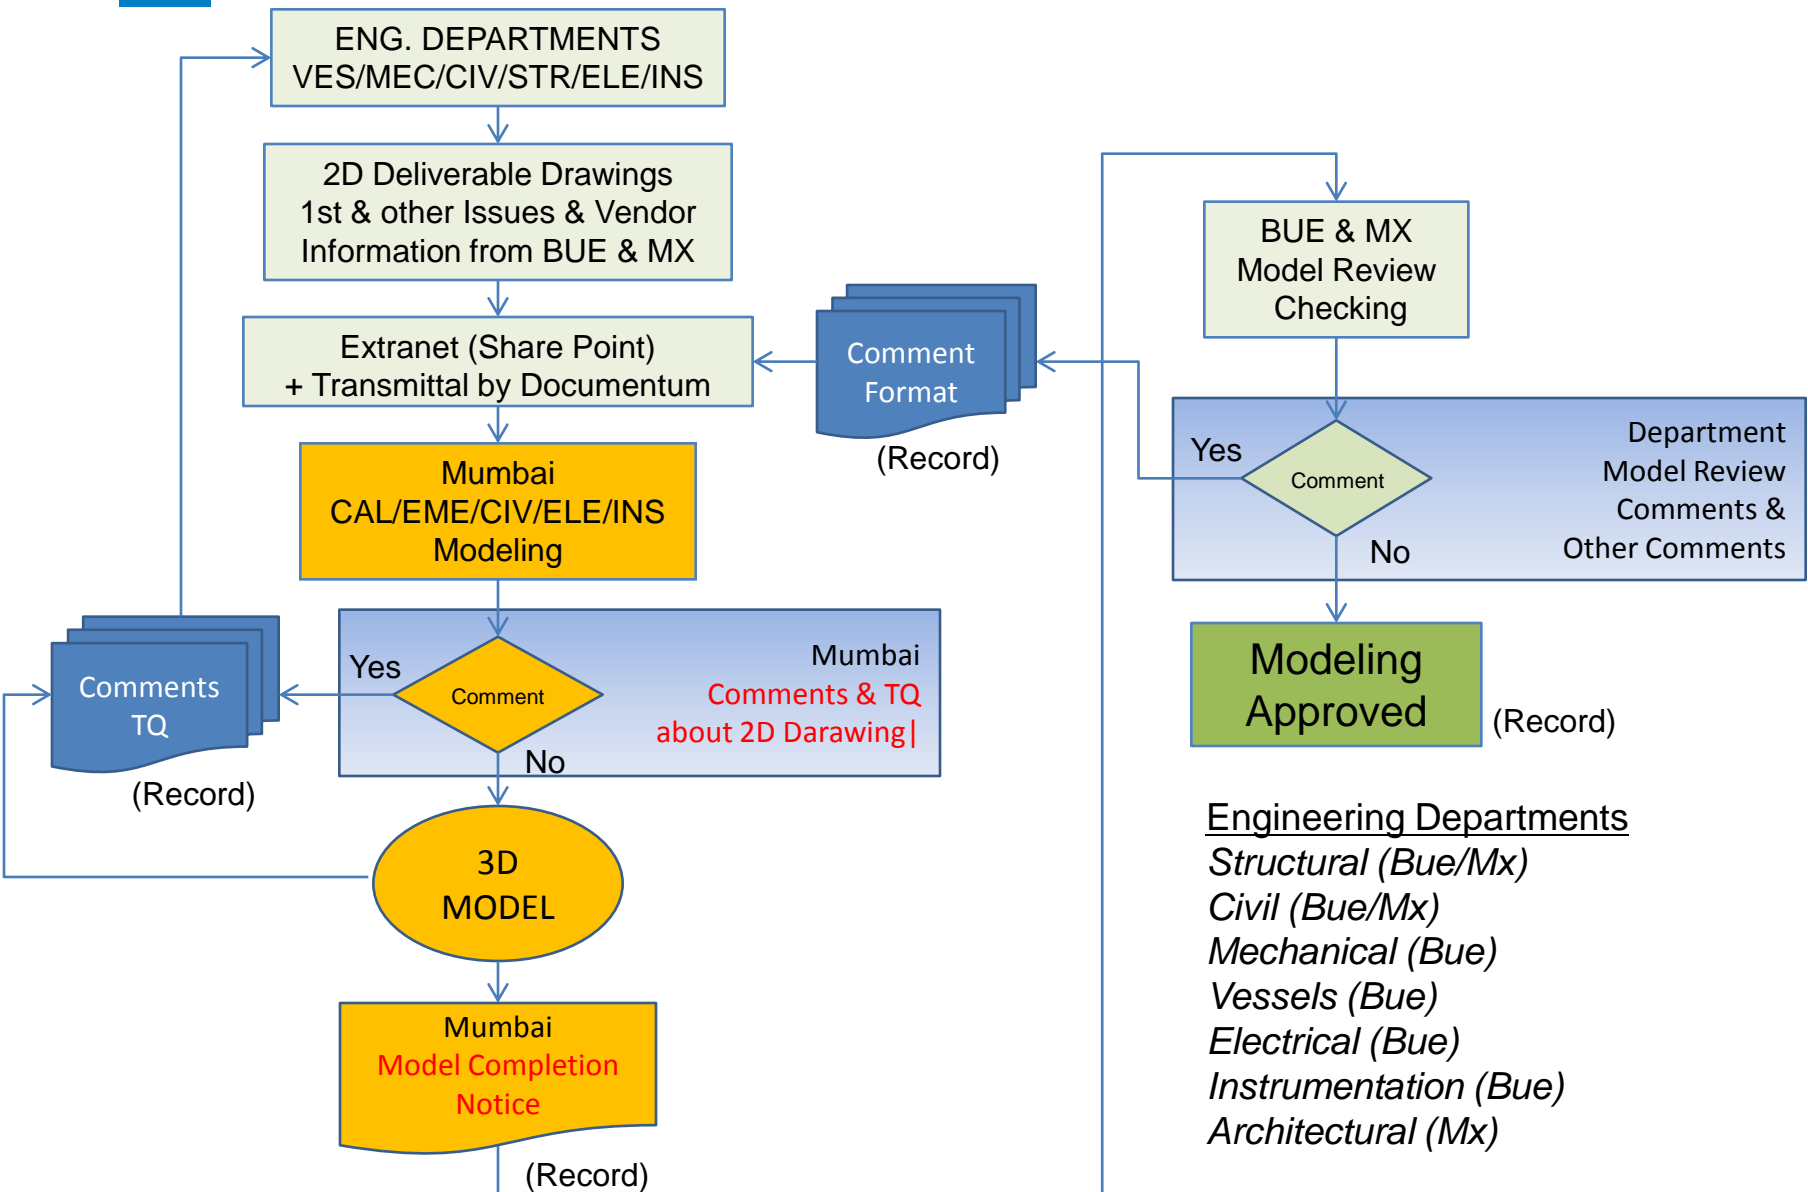 ENG. DEPARTMENTS
VES/MEC/CIV/STR/ELE/INS
2D Deliverable Drawings
1st & other Issues & Vendor
Information from BUE & MX
Extranet (Share Point)
+ Transmittal by Documentum
Mumbai
CAL/EME/CIV/ELE/INS
Modeling
Yes
Comment
No
Mumbai
Comments & TQ
about 2D Darawing|
Comments
TQ
(Record)
3D
MODEL
Mumbai
Model Completion
Notice
(Record)
Comment
Format
(Record)
BUE & MX
Model Review
Checking
Yes
Comment
No
Department
Model Review
Comments &
Other Comments
Modeling
Approved
(Record)
Engineering Departments
Structural (Bue/Mx)
Civil (Bue/Mx)
Mechanical (Bue)
Vessels (Bue)
Electrical (Bue)
Instrumentation (Bue)
Architectural (Mx)